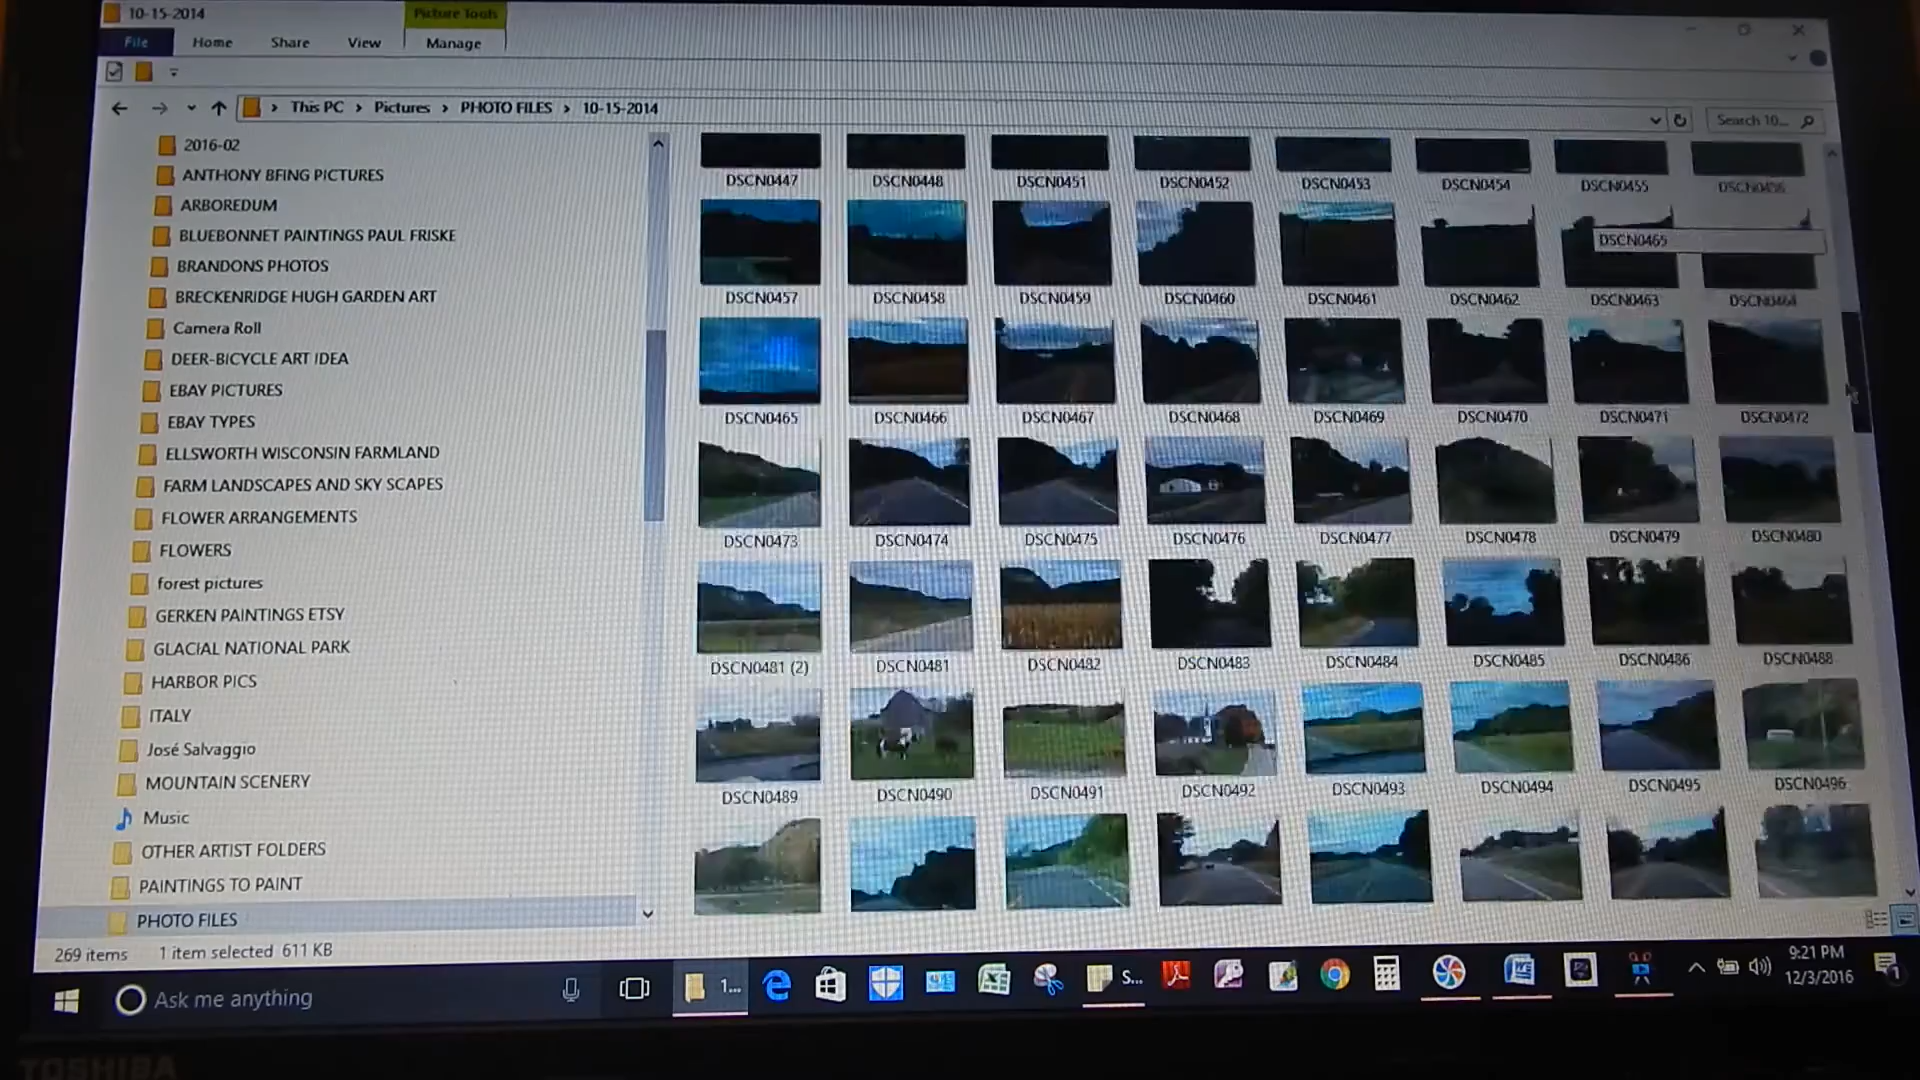 10-15-2014
Picture Tools
File Home Share View Manage
This PC > Pictures > PHOTO FILES > 10-15-2014
Search 10...
2016-02
ANTHONY BFING PICTURES
ARBOREDUM
BLUEBONNET PAINTINGS PAUL FRISKE
BRANDONS PHOTOS
BRECKENRIDGE HUGH GARDEN ART
Camera Roll
DEER-BICYCLE ART IDEA
EBAY PICTURES
EBAY TYPES
ELLSWORTH WISCONSIN FARMLAND
FARM LANDSCAPES AND SKY SCAPES
FLOWER ARRANGEMENTS
FLOWERS
forest pictures
GERKEN PAINTINGS ETSY
GLACIAL NATIONAL PARK
HARBOR PICS
ITALY
José Salvaggio
MOUNTAIN SCENERY
Music
OTHER ARTIST FOLDERS
PAINTINGS TO PAINT
PHOTO FILES
DSCN0447 DSCN0448 DSCN0451 DSCN0452 DSCN0453 DSCN0454 DSCN0455 DSCN0456
DSCN0465
DSCN0457 DSCN0458 DSCN0459 DSCN0460 DSCN0461 DSCN0462 DSCN0463 DSCN0464
DSCN0465 DSCN0466 DSCN0467 DSCN0468 DSCN0469 DSCN0470 DSCN0471 DSCN0472
DSCN0473 DSCN0474 DSCN0475 DSCN0476 DSCN0477 DSCN0478 DSCN0479 DSCN0480
DSCN0481 (2) DSCN0481 DSCN0482 DSCN0483 DSCN0484 DSCN0485 DSCN0486 DSCN0488
DSCN0489 DSCN0490 DSCN0491 DSCN0492 DSCN0493 DSCN0494 DSCN0495 DSCN0496
269 items 1 item selected 611 KB
Ask me anything
1...
S...
9:21 PM
12/3/2016
1
TOSHIBA